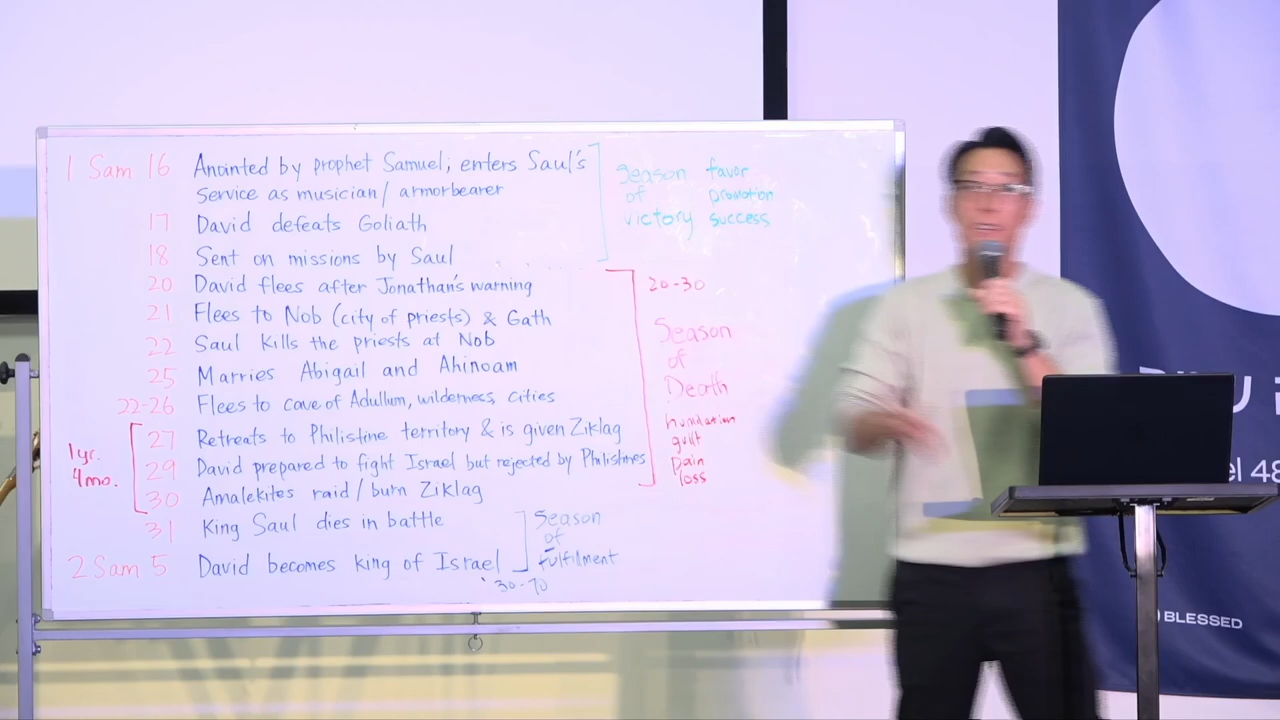 1 Sam 16 Anointed by prophet Samuel; enters Saul's
service as musician / armorbearer
17 David defeats Goliath
18 Sent on missions by Saul
20 David flees after Jonathan's warning
21 Flees to Nob (city of priests) & Gath
22 Saul kills the priests at Nob
25 Marries Abigail and Ahinoam
22-26 Flees to cave of Adullum, wilderness, cities
27 Retreats to Philistine territory & is given Ziklag
29 David prepared to fight Israel but rejected by Philistines
30 Amalekites raid / burn Ziklag
31 King Saul dies in battle
2 Sam 5 David becomes king of Israel
1 yr.
4 mo.
Season favor
of promotion
victory success
20-30
Season
of
Death
guilt
pain
loss
Season
of
fulfillment
30-70
el 48
BLESSED